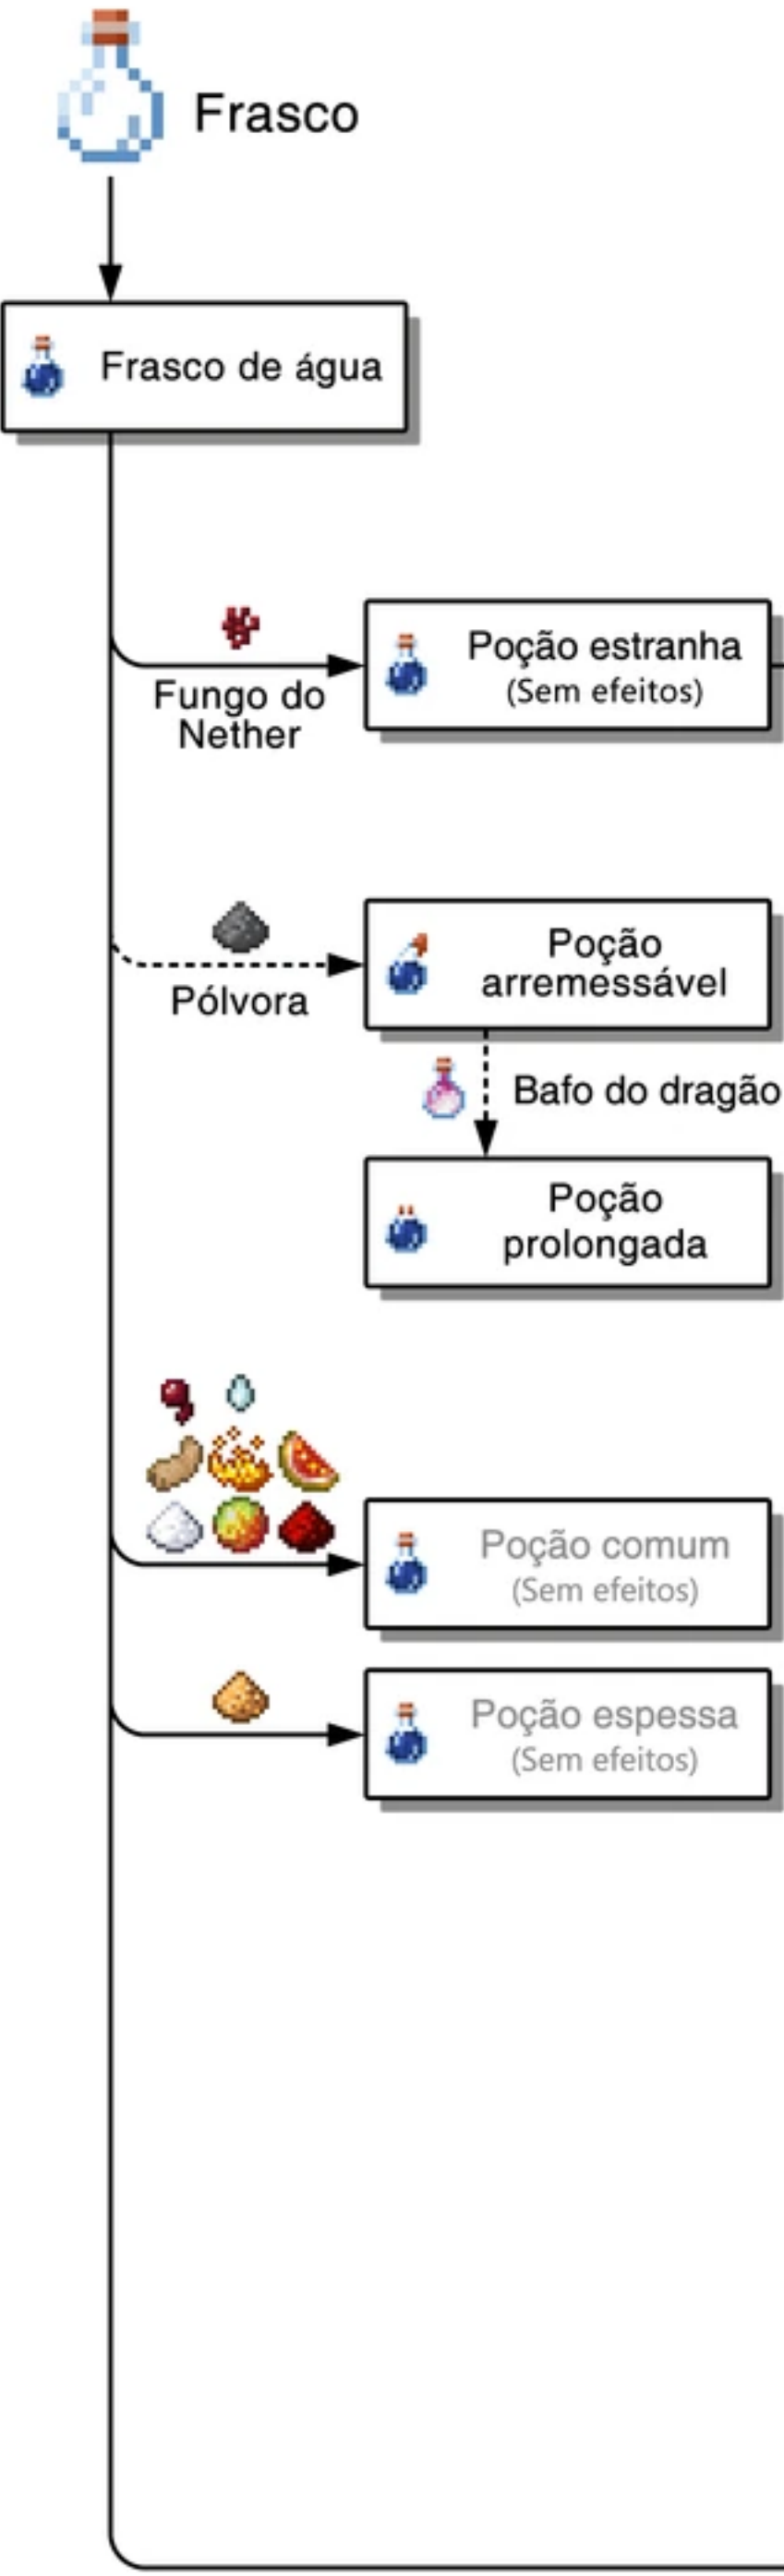 Frasco
Frasco de água
Poção estranha
(Sem efeitos)
Fungo do
Nether
Poção
arremessável
Pólvora
Bafo do dragão
Poção
prolongada
Poção comum
(Sem efeitos)
Poção espessa
(Sem efeitos)